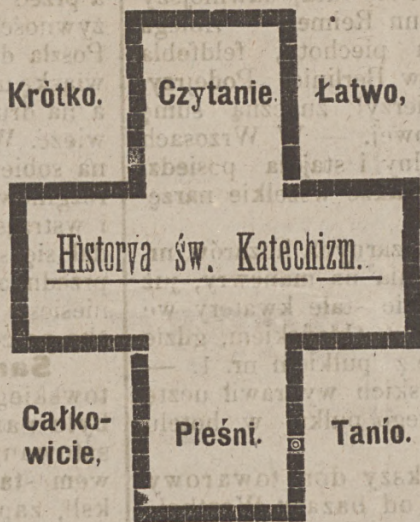 Krótko. Czytanie Łatwo,
Historya św. Katechizm.
Całko-
wicie, Pieśni. Tanio.